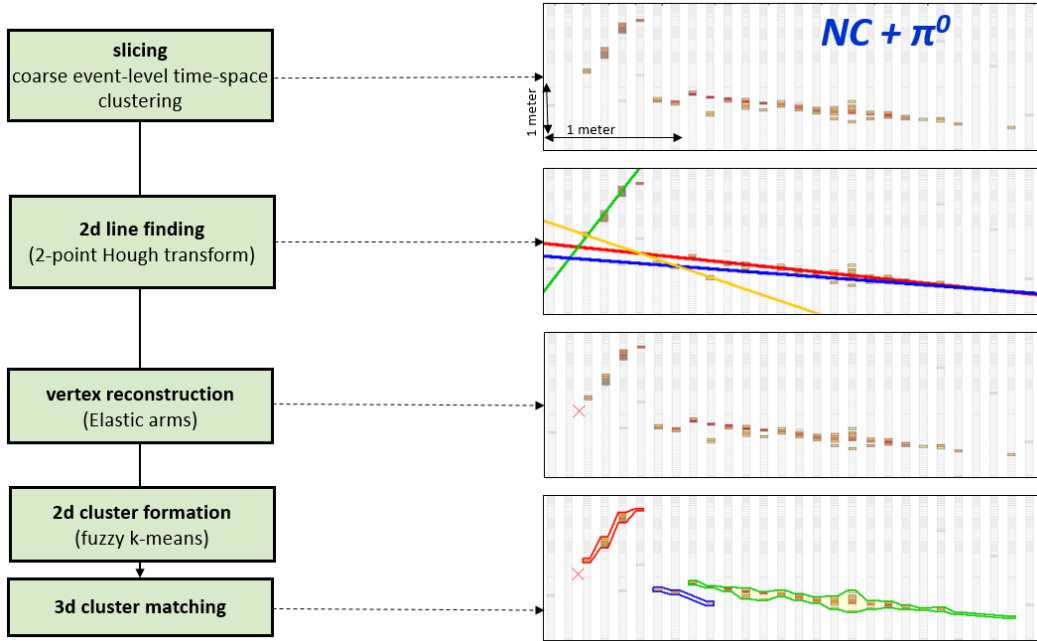 slicing
coarse event-level time-space
clustering
NC + π⁰
1 meter
1 meter
2d line finding
(2-point Hough transform)
vertex reconstruction
(Elastic arms)
2d cluster formation
(fuzzy k-means)
3d cluster matching